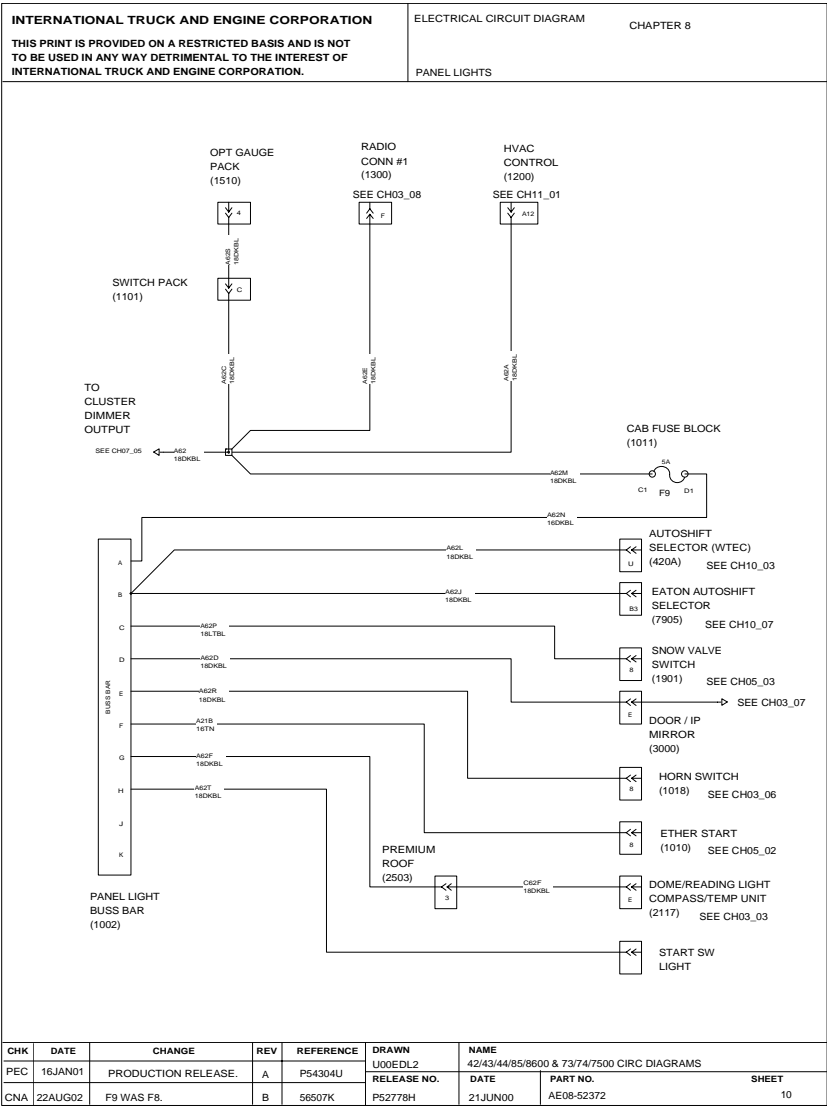 INTERNATIONAL TRUCK AND ENGINE CORPORATION
THIS PRINT IS PROVIDED ON A RESTRICTED BASIS AND IS NOT
TO BE USED IN ANY WAY DETRIMENTAL TO THE INTEREST OF
INTERNATIONAL TRUCK AND ENGINE CORPORATION.
ELECTRICAL CIRCUIT DIAGRAM
CHAPTER 8
PANEL LIGHTS
OPT GAUGE
PACK
(1510)
4
RADIO
CONN #1
(1300)
SEE CH03_08
F
HVAC
CONTROL
(1200)
SEE CH11_01
A12
A62S
18DKBL
SWITCH PACK
(1101)
C
A62C
18DKBL
A62E
18DKBL
A62A
18DKBL
TO
CLUSTER
DIMMER
OUTPUT
SEE CH07_05
A62
18DKBL
CAB FUSE BLOCK
(1011)
5A
C1
F9
D1
A62M
18DKBL
A62N
16DKBL
BUSS BAR
A
B
C
D
E
F
G
H
J
K
A62L
18DKBL
U
AUTOSHIFT
SELECTOR (WTEC)
(420A)
SEE CH10_03
A62J
18DKBL
B3
EATON AUTOSHIFT
SELECTOR
(7905)
SEE CH10_07
A62P
18LTBL
8
SNOW VALVE
SWITCH
(1901)
SEE CH05_03
A62D
18DKBL
E
SEE CH03_07
DOOR / IP
MIRROR
(3000)
A62R
18DKBL
8
HORN SWITCH
(1018)
SEE CH03_06
A21B
16TN
8
ETHER START
(1010)
SEE CH05_02
A62F
18DKBL
PREMIUM
ROOF
(2503)
3
C62F
18DKBL
E
DOME/READING LIGHT
COMPASS/TEMP UNIT
(2117)
SEE CH03_03
A62T
18DKBL
START SW
LIGHT
PANEL LIGHT
BUSS BAR
(1002)
CHK DATE CHANGE REV REFERENCE DRAWN NAME
PEC 16JAN01 PRODUCTION RELEASE. A P54304U U00EDL2 42/43/44/85/8600 & 73/74/7500 CIRC DIAGRAMS
RELEASE NO. DATE PART NO. SHEET
CNA 22AUG02 F9 WAS F8. B 56507K P52778H 21JUN00 AE08-52372 10